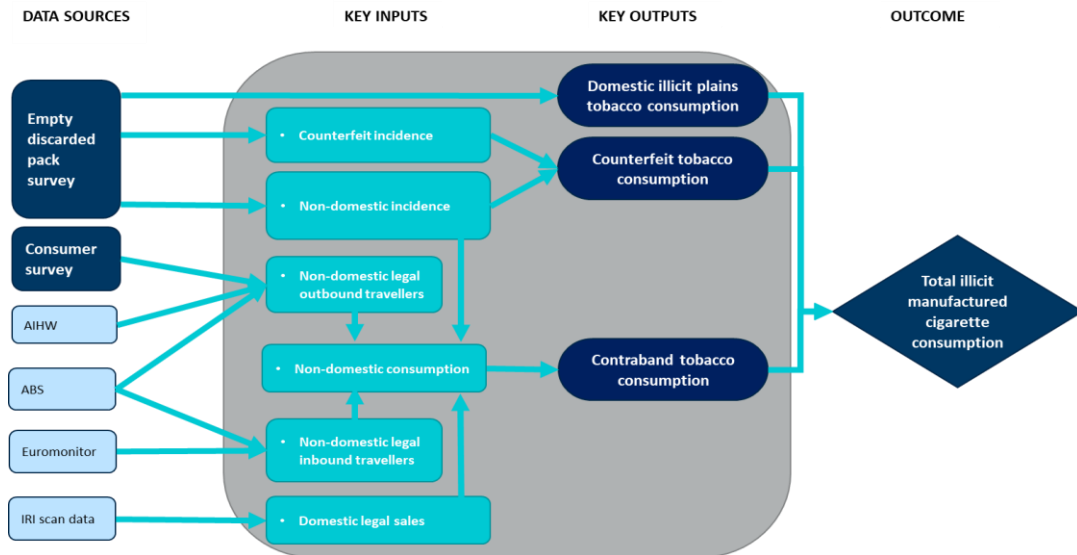 DATA SOURCES
KEY INPUTS
KEY OUTPUTS
OUTCOME
Empty
discarded
pack
survey
Consumer
survey
AIHW
ABS
Euromonitor
IRI scan data
• Counterfeit incidence
• Non-domestic incidence
• Non-domestic legal
outbound travellers
• Non-domestic consumption
• Non-domestic legal
inbound travellers
• Domestic legal sales
Domestic illicit plains
tobacco consumption
Counterfeit tobacco
consumption
Contraband tobacco
consumption
Total illicit
manufactured
cigarette
consumption